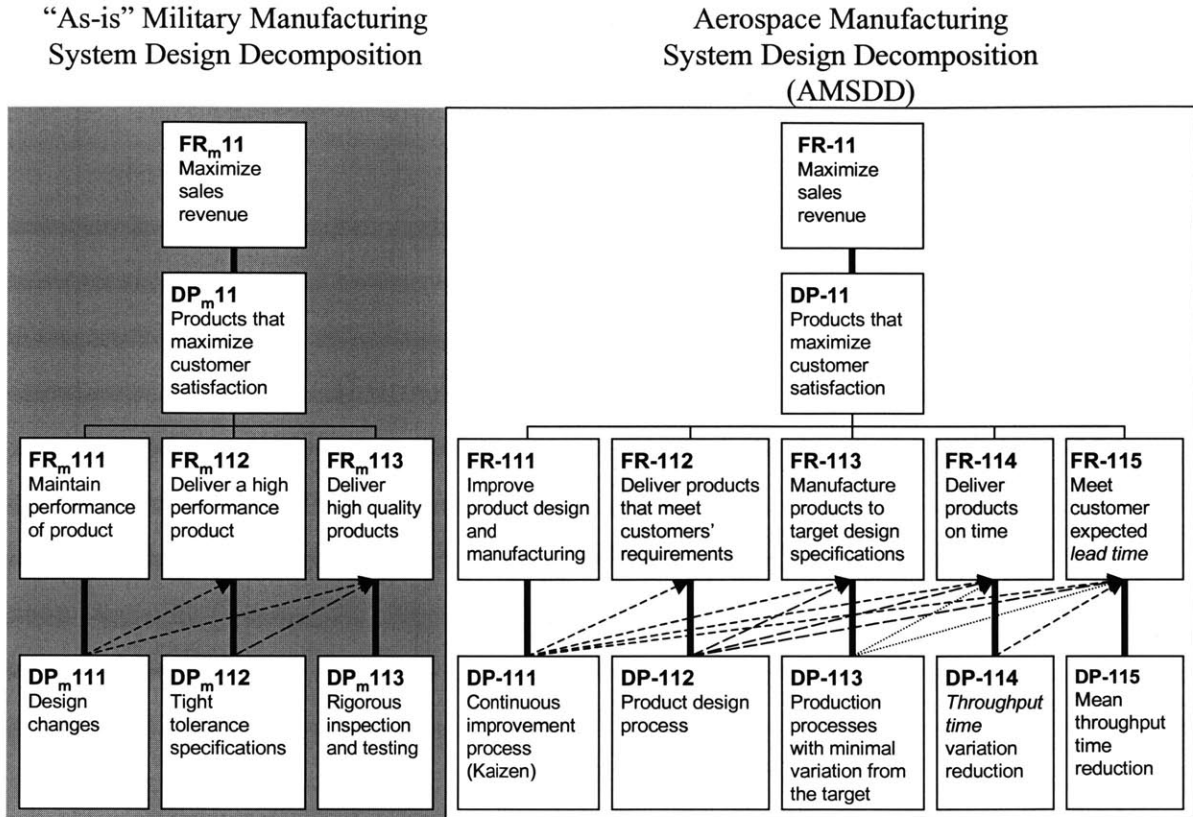 “As-is” Military Manufacturing
System Design Decomposition
Aerospace Manufacturing
System Design Decomposition
(AMSDD)
FRm11
Maximize
sales
revenue
FR-11
Maximize
sales
revenue
DPm11
Products that
maximize
customer
satisfaction
DP-11
Products that
maximize
customer
satisfaction
FRm111
Maintain
performance
of product
FRm112
Deliver a high
performance
product
FRm113
Deliver
high quality
products
FR-111
Improve
product design
and
manufacturing
FR-112
Deliver products
that meet
customers’
requirements
FR-113
Manufacture
products to
target design
specifications
FR-114
Deliver
products
on time
FR-115
Meet
customer
expected
lead time
DPm111
Design
changes
DPm112
Tight
tolerance
specifications
DPm113
Rigorous
inspection
and testing
DP-111
Continuous
improvement
process
(Kaizen)
DP-112
Product design
process
DP-113
Production
processes
with minimal
variation from
the target
DP-114
Throughput
time
variation
reduction
DP-115
Mean
throughput
time
reduction